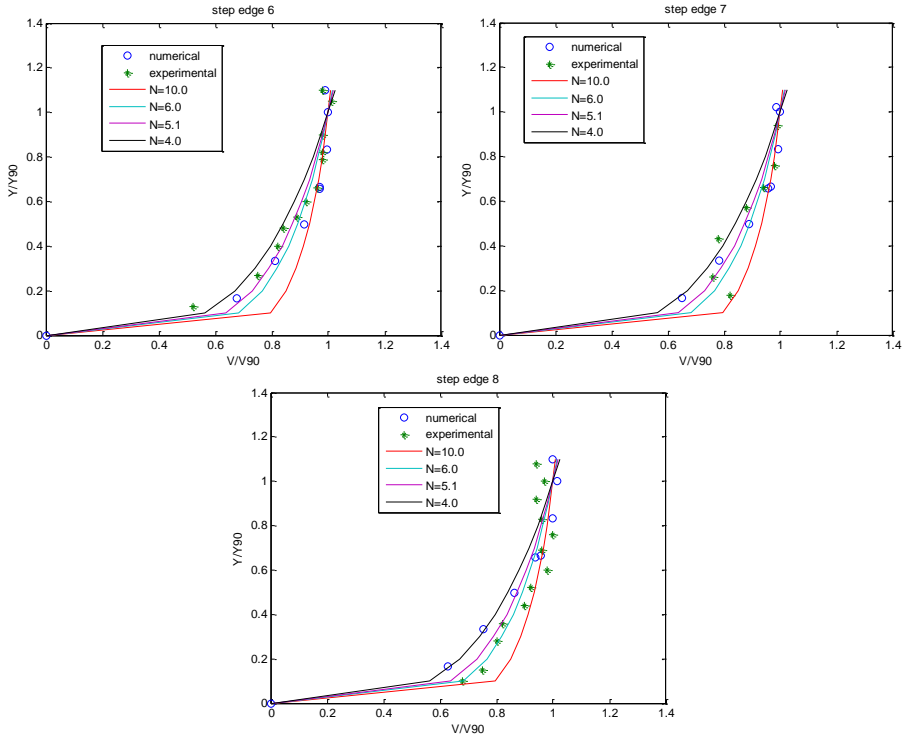 step edge 6
1.4
1.2
1
0.8
0.6
0.4
0.2
0
Y/Y90
numerical
experimental
N=10.0
N=6.0
N=5.1
N=4.0
0 0.2 0.4 0.6 0.8 1 1.2 1.4
V/V90
step edge 7
1.4
1.2
1
0.8
0.6
0.4
0.2
0
Y/Y90
numerical
experimental
N=10.0
N=6.0
N=5.1
N=4.0
0 0.2 0.4 0.6 0.8 1 1.2 1.4
V/V90
step edge 8
1.4
1.2
1
0.8
0.6
0.4
0.2
0
Y/Y90
numerical
experimental
N=10.0
N=6.0
N=5.1
N=4.0
0 0.2 0.4 0.6 0.8 1 1.2 1.4
V/V90